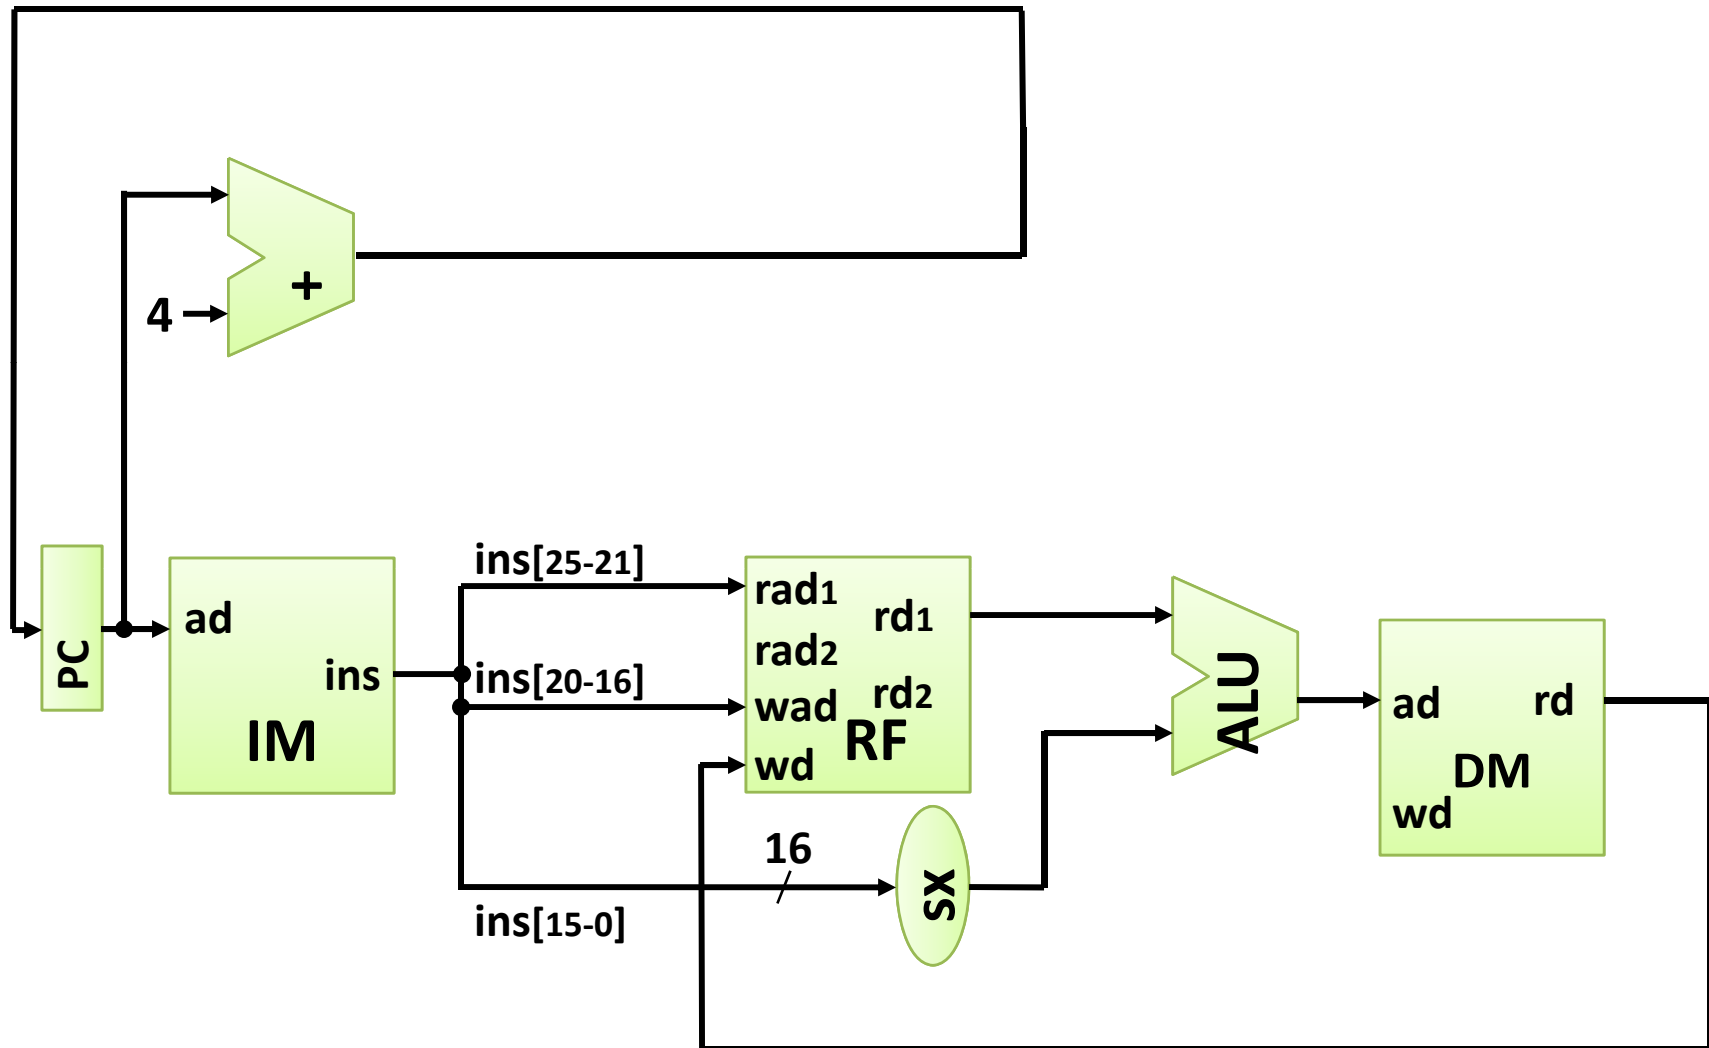 +
4
PC
ad
ins
IM
ins[25-21]
ins[20-16]
ins[15-0]
rad1
rad2
wad
wd
rd1
rd2
RF
16
sx
ALU
ad
rd
DM
wd